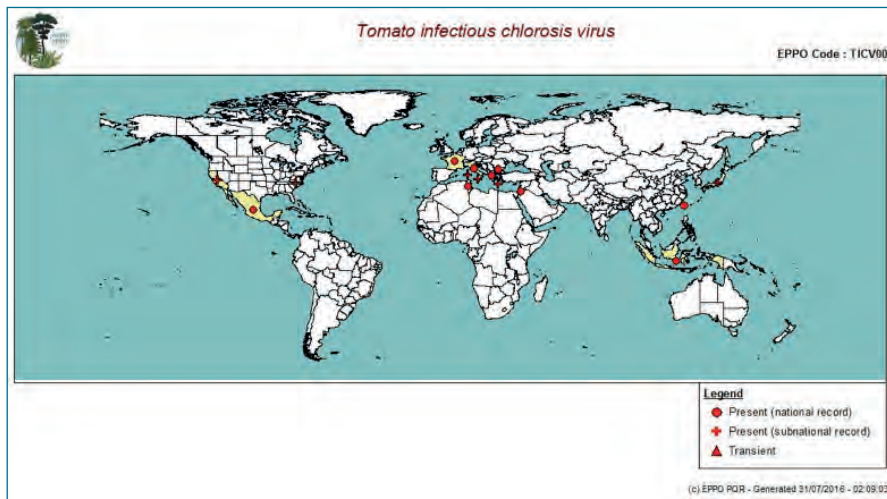 Tomato infectious chlorosis virus
EPPO Code : TICV00
Legend
Present (national record)
Present (subnational record)
Transient
(c) EPPO PQR - Generated 31/07/2016 - 02:09:03